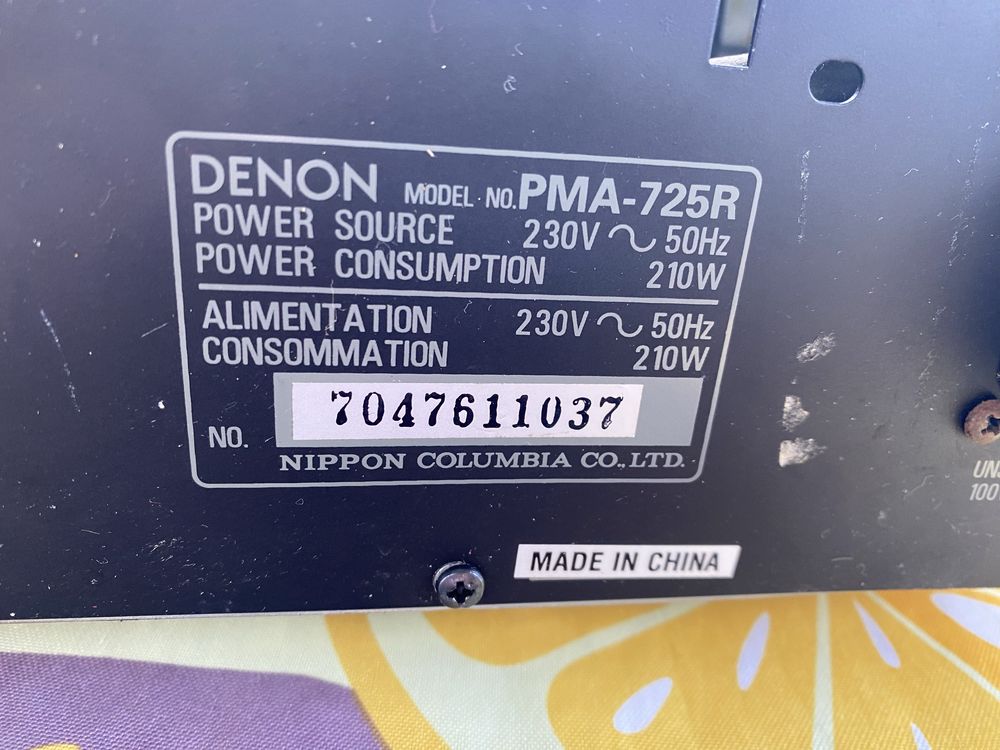 DENON MODEL NO. PMA-725R
POWER SOURCE 230V ~ 50Hz
POWER CONSUMPTION 210W
ALIMENTATION 230V ~ 50Hz
CONSOMMATION 210W
NO. 7047611037
NIPPON COLUMBIA CO.,LTD.
MADE IN CHINA